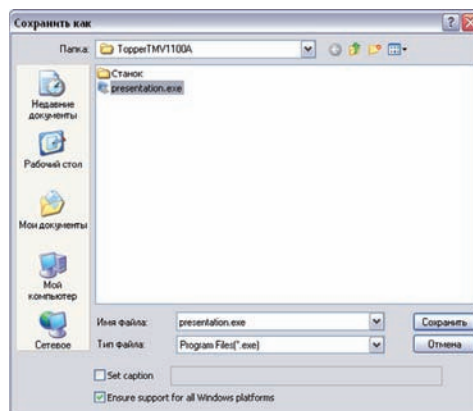 Сохранить как
Папка:
TopperTMV1100A
Станок
presentation.exe
Недавние
документы
Рабочий стол
Мои документы
Мой
компьютер
Сетевое
Имя файла:
presentation.exe
Сохранить
Тип файла:
Program Files(*.exe)
Отмена
Set caption
Ensure support for all Windows platforms